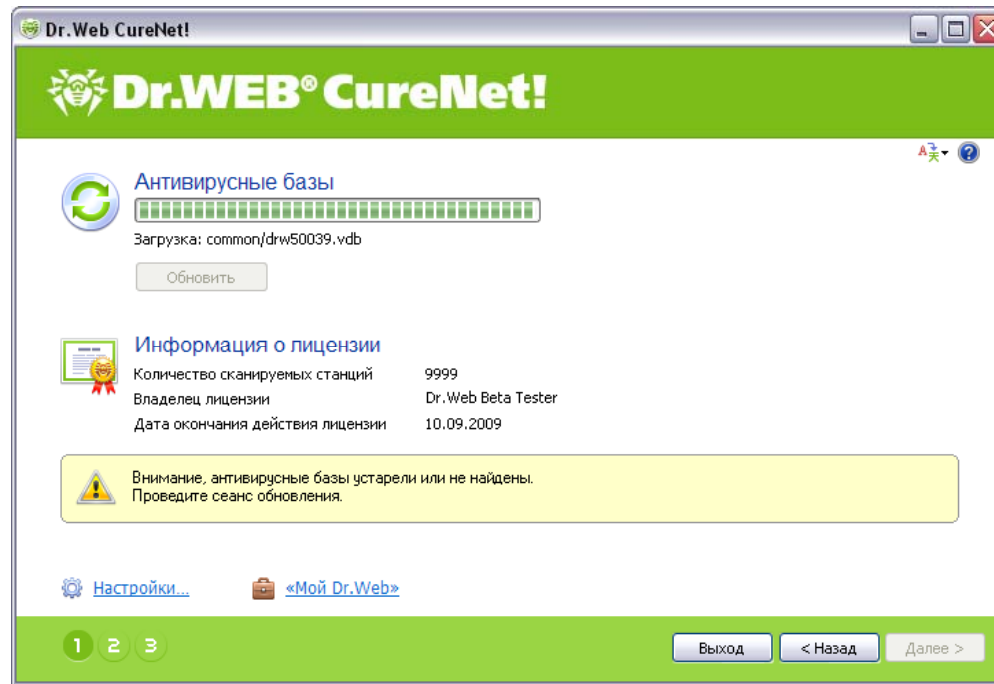 Dr.Web CureNet!
Dr.WEB® CureNet!
Антивирусные базы
Загрузка: common/drw50039.vdb
Обновить
Информация о лицензии
Количество сканируемых станций 9999
Владелец лицензии Dr.Web Beta Tester
Дата окончания действия лицензии 10.09.2009
Внимание, антивирусные базы устарели или не найдены.
Проведите сеанс обновления.
Настройки... «Мой Dr.Web»
1 2 3 Выход < Назад Далее >